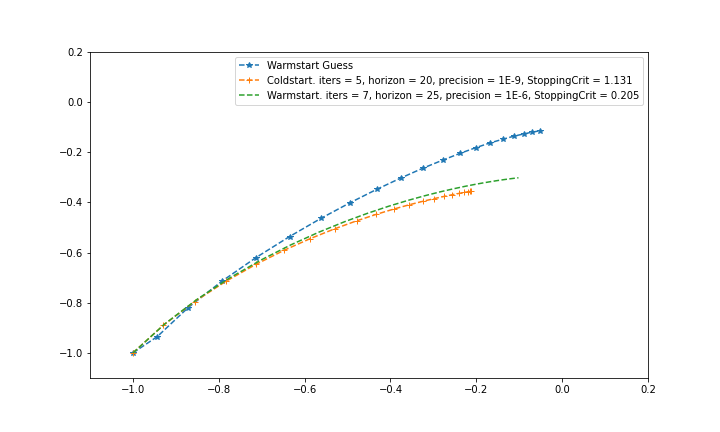 Warmstart Guess
Coldstart. iters = 5, horizon = 20, precision = 1E-9, StoppingCrit = 1.131
Warmstart. iters = 7, horizon = 25, precision = 1E-6, StoppingCrit = 0.205
0.2
0.0
−0.2
−0.4
−0.6
−0.8
−1.0
−1.0 −0.8 −0.6 −0.4 −0.2 0.0 0.2